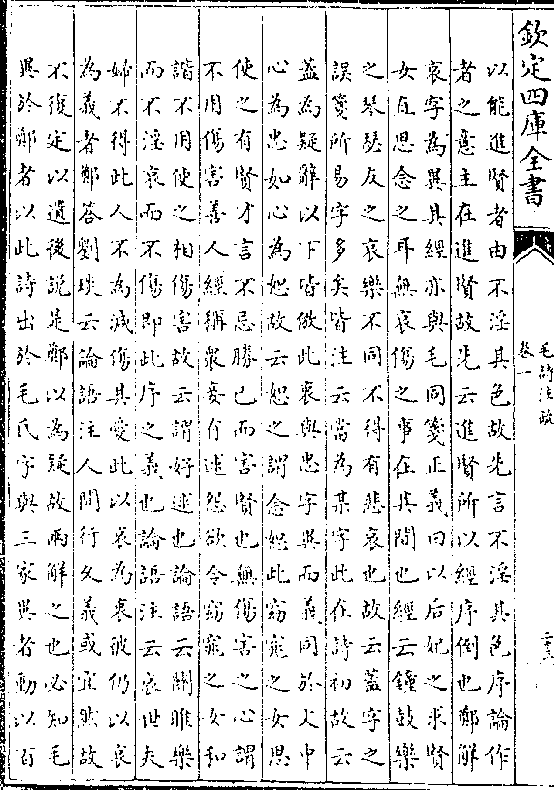 欽定四庫全書
毛詩注疏
卷一
以能進賢者由不淫其色故先言不淫其色序論作
者之意主在進賢故先云進賢所以經序倒也鄭解
哀字為異其經亦與毛同箋正義曰以后妃之求賢
女直思念之耳無哀傷之事在其間也經云鐘鼓樂
之琴瑟友之哀樂不同不得有悲哀也故云蓋字之
誤箋所易字多矣皆注云當為某字此在詩初故云
蓋為疑辭以下皆倣此衷與忠字異而義同於文中
心為忠如心為恕故云恕之謂念恕此窈窕之女思
使之有賢才言不忌勝己而害賢也無傷害之心謂
不用傷害善人經稱衆妾有逑怨欲令窈窕之女和
諧不用使之相傷害故云謂好逑也論語云關雎樂
而不淫哀而不傷即此序之義也論語注云哀世夫
婦不得此人不為減傷其愛此以哀為衷彼仍以哀
為義者鄭答劉琰云論語注人間行久義或宜然故
不復定以遺後說是鄭以為疑故兩解之也必知毛
異於鄭者以此詩出於毛氏字與三家異者動以百